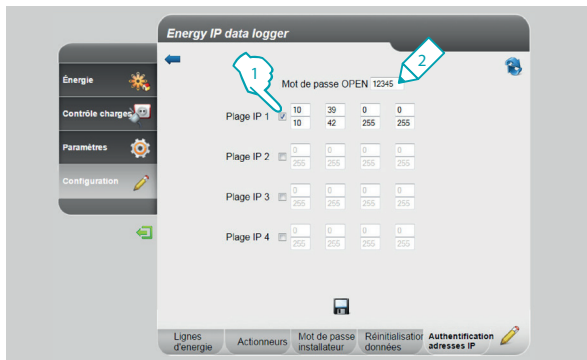 Energy IP data logger
1
2
Mot de passe OPEN 12345
Énergie
Contrôle charges
Paramètres
Configuration
Plage IP 1 10 39 0 0
10 42 255 255
Plage IP 2 0 0 0 0
255 255 255 255
Plage IP 3 0 0 0 0
255 255 255 255
Plage IP 4 0 0 0 0
255 255 255 255
Lignes d'energie
Actionneurs
Mot de passe installateur
Réinitialisation données
Authentification adresses IP